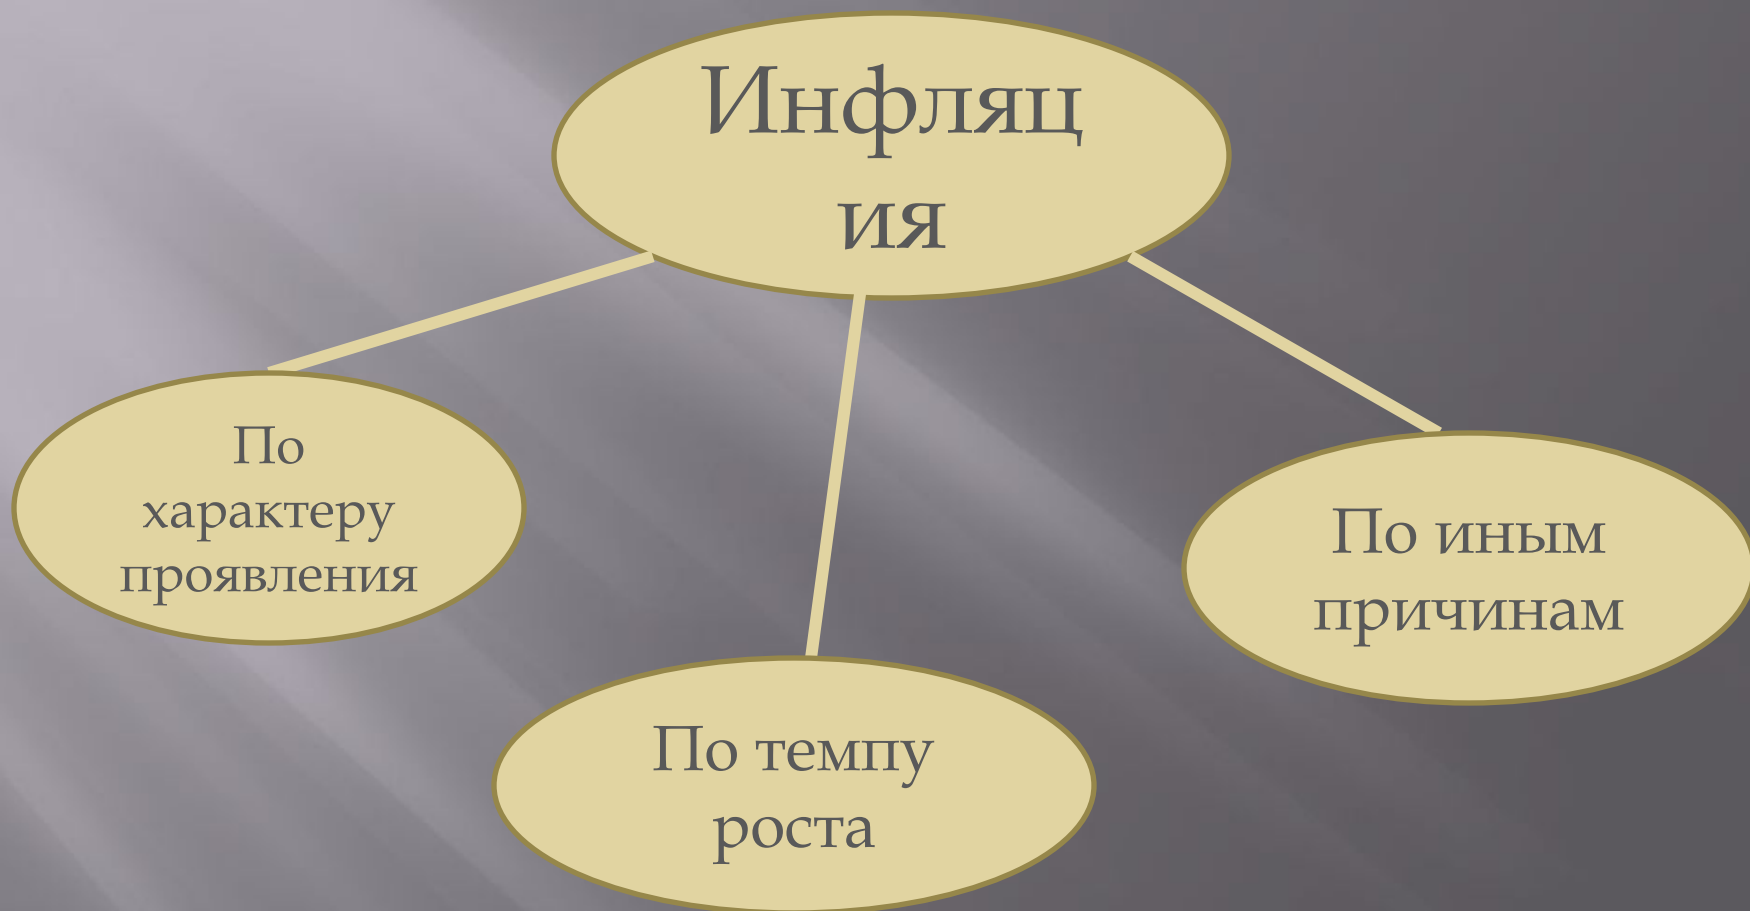 Инфляц
ия
По
характеру
проявления
По темпу
роста
По иным
причинам